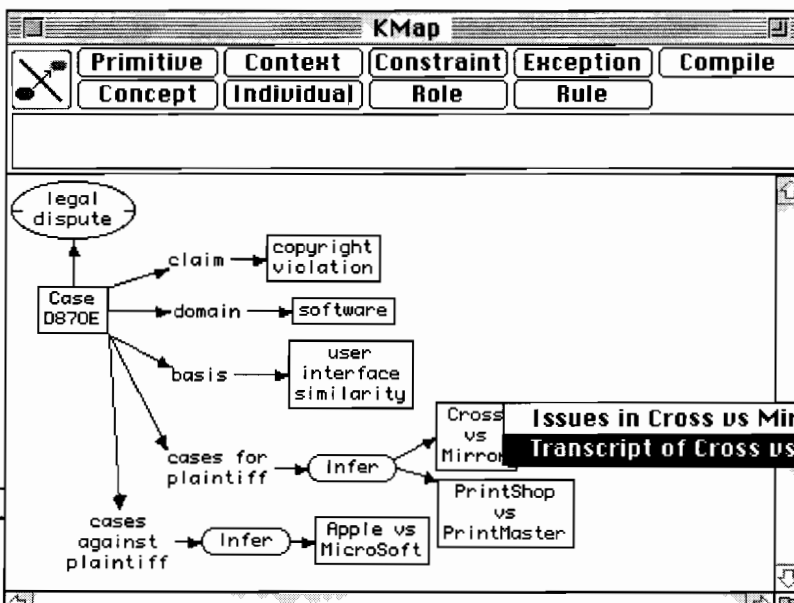 KMap
Primitive Context Constraint Exception Compile
Concept Individual Role Rule
legal
dispute
claim
copyright
violation
Case
D870E
domain
software
basis
user
interface
similarity
cases for
plaintiff
Infer
Cross
vs
Mirror
Issues in Cross vs Mir
Transcript of Cross vs
PrintShop
vs
PrintMaster
cases
against
plaintiff
Infer
Apple vs
MicroSoft